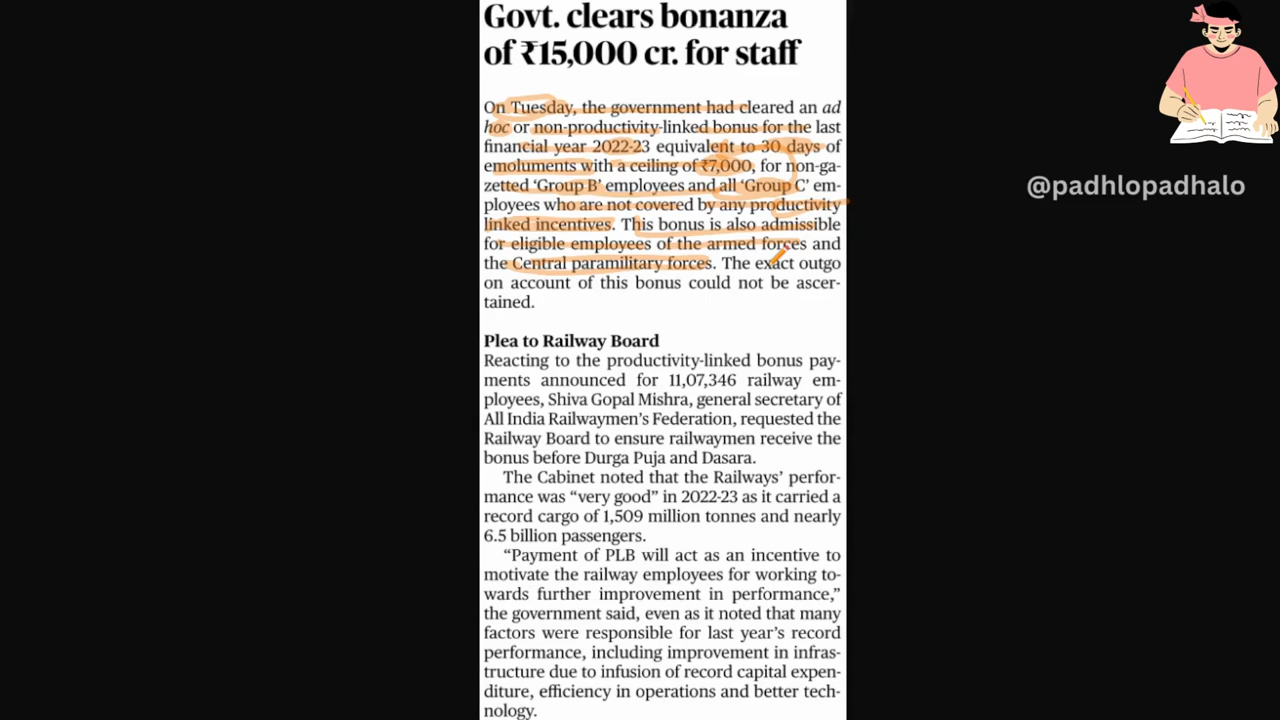 Govt. clears bonanza
of ₹15,000 cr. for staff
On Tuesday, the government had cleared an ad
hoc or non-productivity-linked bonus for the last
financial year 2022-23 equivalent to 30 days of
emoluments with a ceiling of ₹7,000, for non-ga-
zetted ‘Group B’ employees and all ‘Group C’ em-
ployees who are not covered by any productivity
linked incentives. This bonus is also admissible
for eligible employees of the armed forces and
the Central paramilitary forces. The exact outgo
on account of this bonus could not be ascer-
tained.
Plea to Railway Board
Reacting to the productivity-linked bonus pay-
ments announced for 11,07,346 railway em-
ployees, Shiva Gopal Mishra, general secretary of
All India Railwaymen’s Federation, requested the
Railway Board to ensure railwaymen receive the
bonus before Durga Puja and Dasara.
The Cabinet noted that the Railways’ perfor-
mance was “very good” in 2022-23 as it carried a
record cargo of 1,509 million tonnes and nearly
6.5 billion passengers.
“Payment of PLB will act as an incentive to
motivate the railway employees for working to-
wards further improvement in performance,”
the government said, even as it noted that many
factors were responsible for last year’s record
performance, including improvement in infras-
tructure due to infusion of record capital expen-
diture, efficiency in operations and better tech-
nology.
@padhlopadhalo